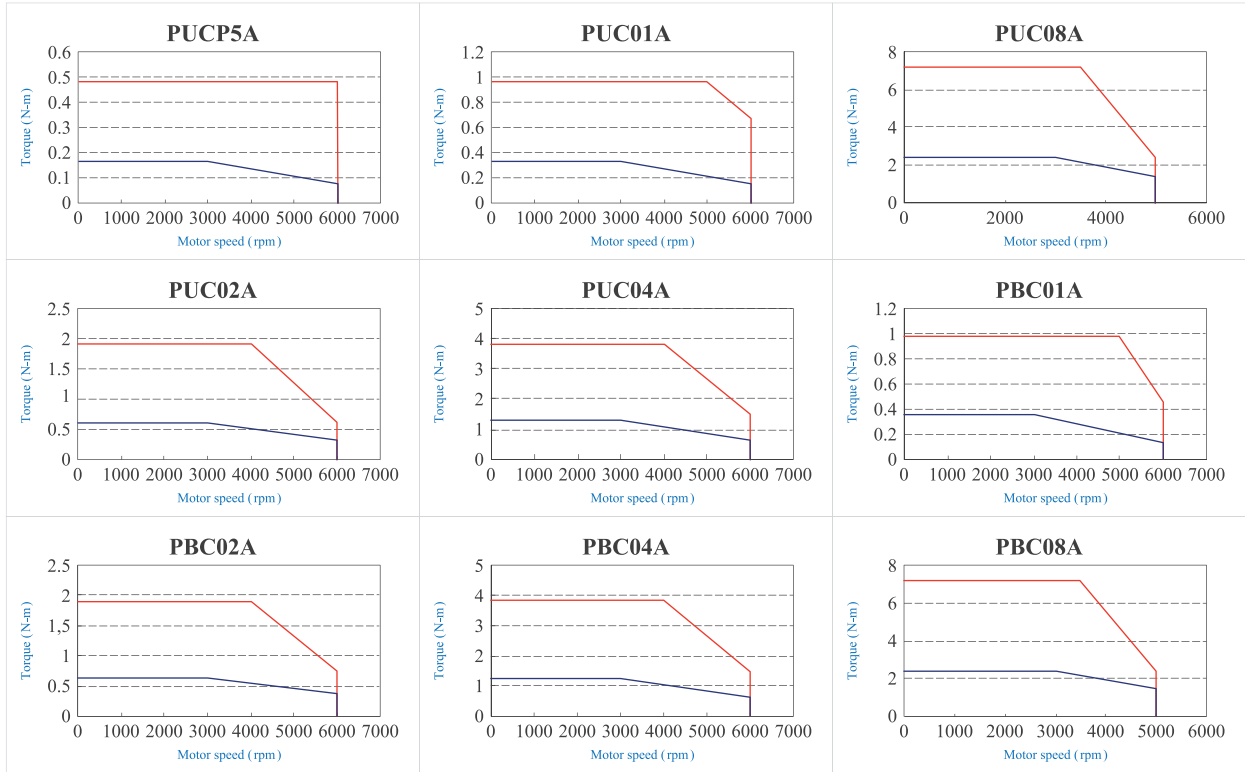 PUCP5A
0.6
0.5
0.4
0.3
0.2
0.1
0
Torque ( N-m )
0 1000 2000 3000 4000 5000 6000 7000
Motor speed ( rpm )
PUC01A
1.2
1
0.8
0.6
0.4
0.2
0
Torque ( N-m )
0 1000 2000 3000 4000 5000 6000 7000
Motor speed ( rpm )
PUC08A
8
6
4
2
0
Torque ( N-m )
0 2000 4000 6000
Motor speed ( rpm )
PUC02A
2.5
2
1.5
1
0.5
0
Torque ( N-m )
0 1000 2000 3000 4000 5000 6000 7000
Motor speed ( rpm )
PUC04A
5
4
3
2
1
0
Torque ( N-m )
0 1000 2000 3000 4000 5000 6000 7000
Motor speed ( rpm )
PBC01A
1.2
1
0.8
0.6
0.4
0.2
0
Torque ( N-m )
0 1000 2000 3000 4000 5000 6000 7000
Motor speed ( rpm )
PBC02A
2.5
2
1,5
1
0.5
0
Torque ( N-m )
0 1000 2000 3000 4000 5000 6000 7000
Motor speed ( rpm )
PBC04A
5
4
3
2
1
0
Torque ( N-m )
0 1000 2000 3000 4000 5000 6000 7000
Motor speed ( rpm )
PBC08A
8
6
4
2
0
Torque ( N-m )
0 1000 2000 3000 4000 5000 6000
Motor speed ( rpm )